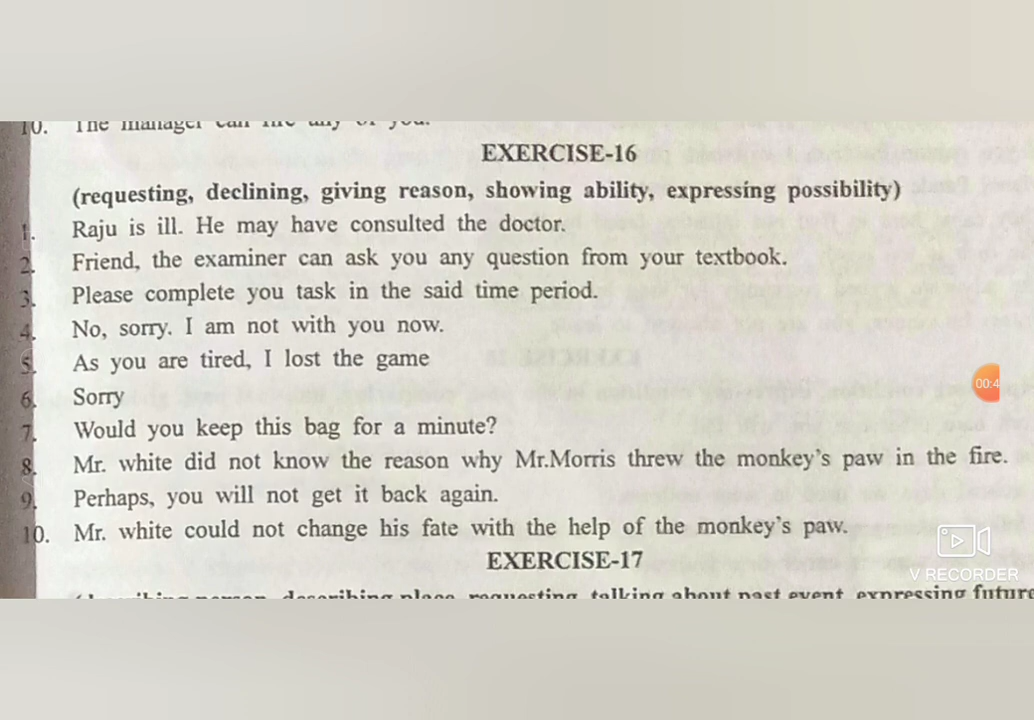 10. The manager can fire any of you.
EXERCISE-16
(requesting, declining, giving reason, showing ability, expressing possibility)
1. Raju is ill. He may have consulted the doctor.
2. Friend, the examiner can ask you any question from your textbook.
3. Please complete you task in the said time period.
4. No, sorry. I am not with you now.
5. As you are tired, I lost the game
6. Sorry
7. Would you keep this bag for a minute?
8. Mr. white did not know the reason why Mr.Morris threw the monkey's paw in the fire.
9. Perhaps, you will not get it back again.
10. Mr. white could not change his fate with the help of the monkey's paw.
EXERCISE-17
person, describing place, requesting, talking about past event, expressing future
00:4
V RECORDER